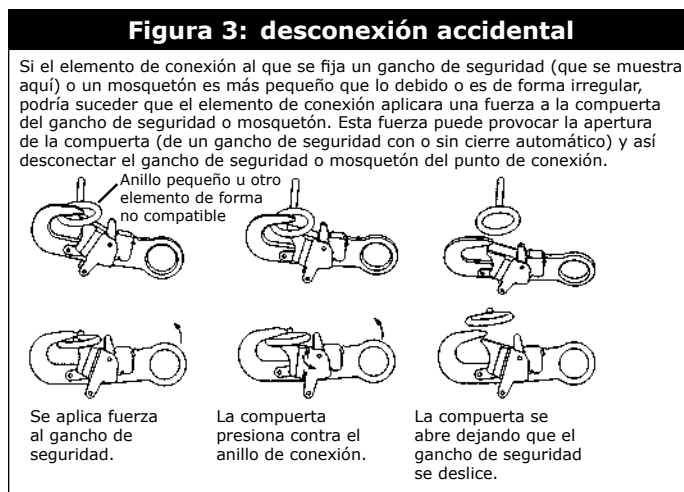 Figura 3: desconexión accidental
Si el elemento de conexión al que se fija un gancho de seguridad (que se muestra
aquí) o un mosquetón es más pequeño que lo debido o es de forma irregular,
podría suceder que el elemento de conexión aplicara una fuerza a la compuerta
del gancho de seguridad o mosquetón. Esta fuerza puede provocar la apertura
de la compuerta (de un gancho de seguridad con o sin cierre automático) y así
desconectar el gancho de seguridad o mosquetón del punto de conexión.
Anillo pequeño u otro
elemento de forma
no compatible
Se aplica fuerza
al gancho de
seguridad.
La compuerta
presiona contra el
anillo de conexión.
La compuerta se
abre dejando que el
gancho de seguridad
se deslice.